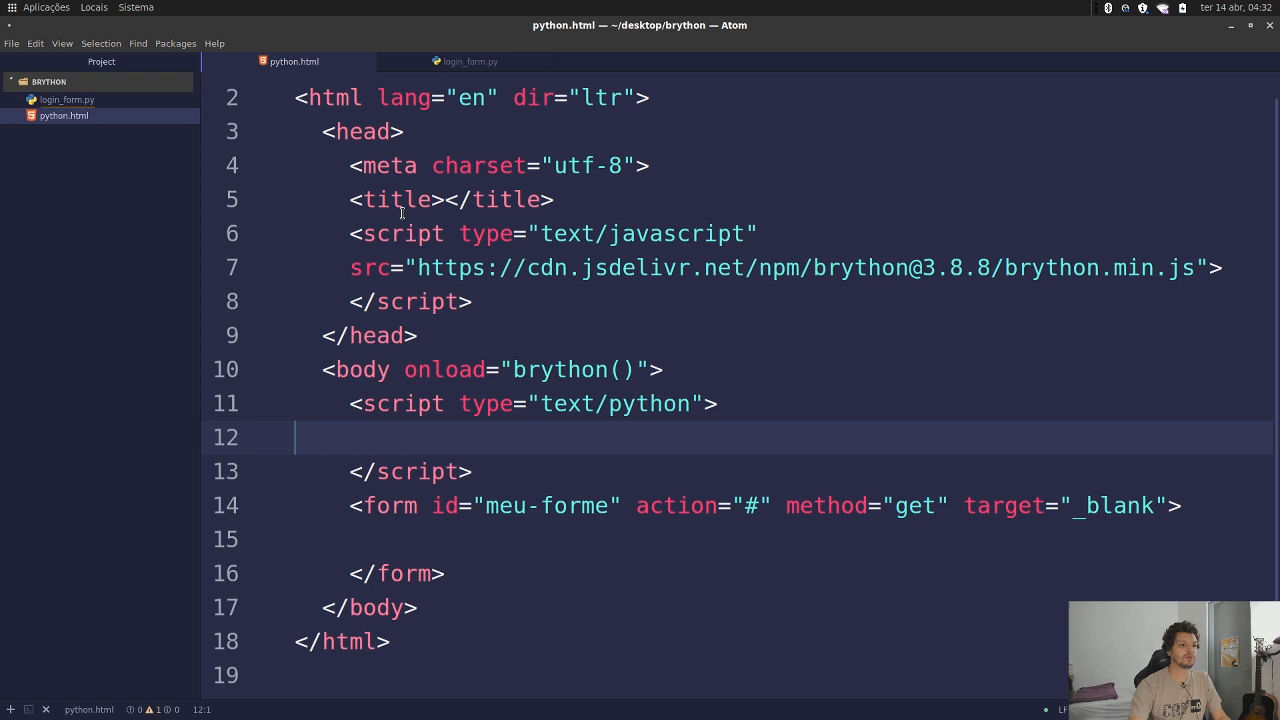 Aplicações Locais Sistema ter 14 abr, 04:32
python.html — ~/desktop/brython — Atom
File Edit View Selection Find Packages Help
Project python.html login_form.py
BRYTHON
login_form.py
python.html
2 <html lang="en" dir="ltr">
3 <head>
4 <meta charset="utf-8">
5 <title></title>
6 <script type="text/javascript"
7 src="https://cdn.jsdelivr.net/npm/brython@3.8.8/brython.min.js">
8 </script>
9 </head>
10 <body onload="brython()">
11 <script type="text/python">
12
13 </script>
14 <form id="meu-forme" action="#" method="get" target="_blank">
15
16 </form>
17 </body>
18 </html>
19
python.html 0 1 0 12:1 LF